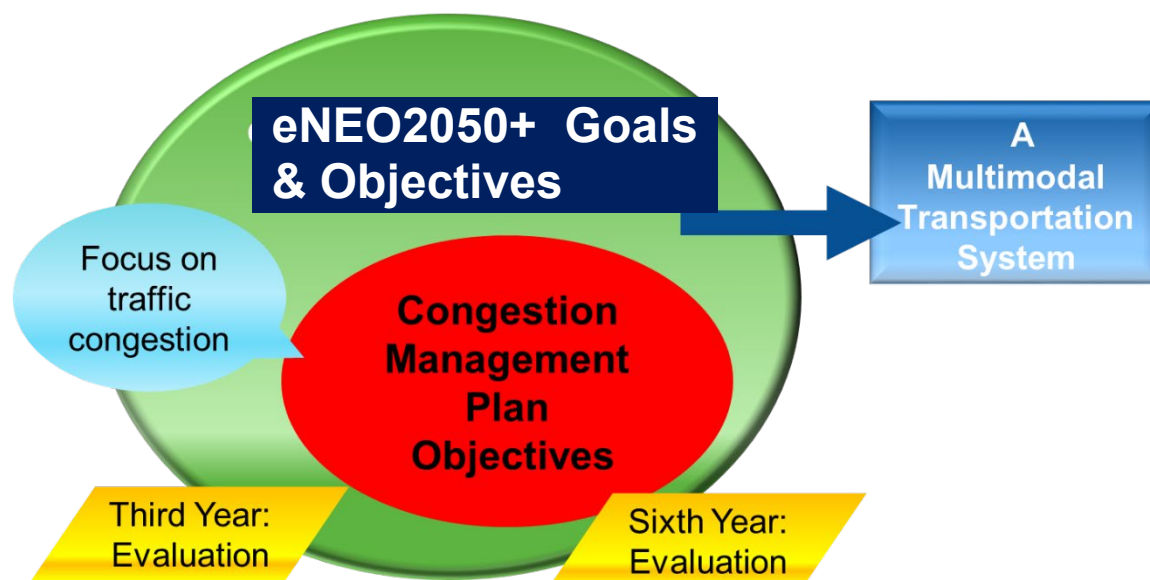 eNEO2050+ Goals
& Objectives
A
Multimodal
Transportation
System
Focus on
traffic
congestion
Congestion
Management
Plan
Objectives
Third Year:
Evaluation
Sixth Year:
Evaluation